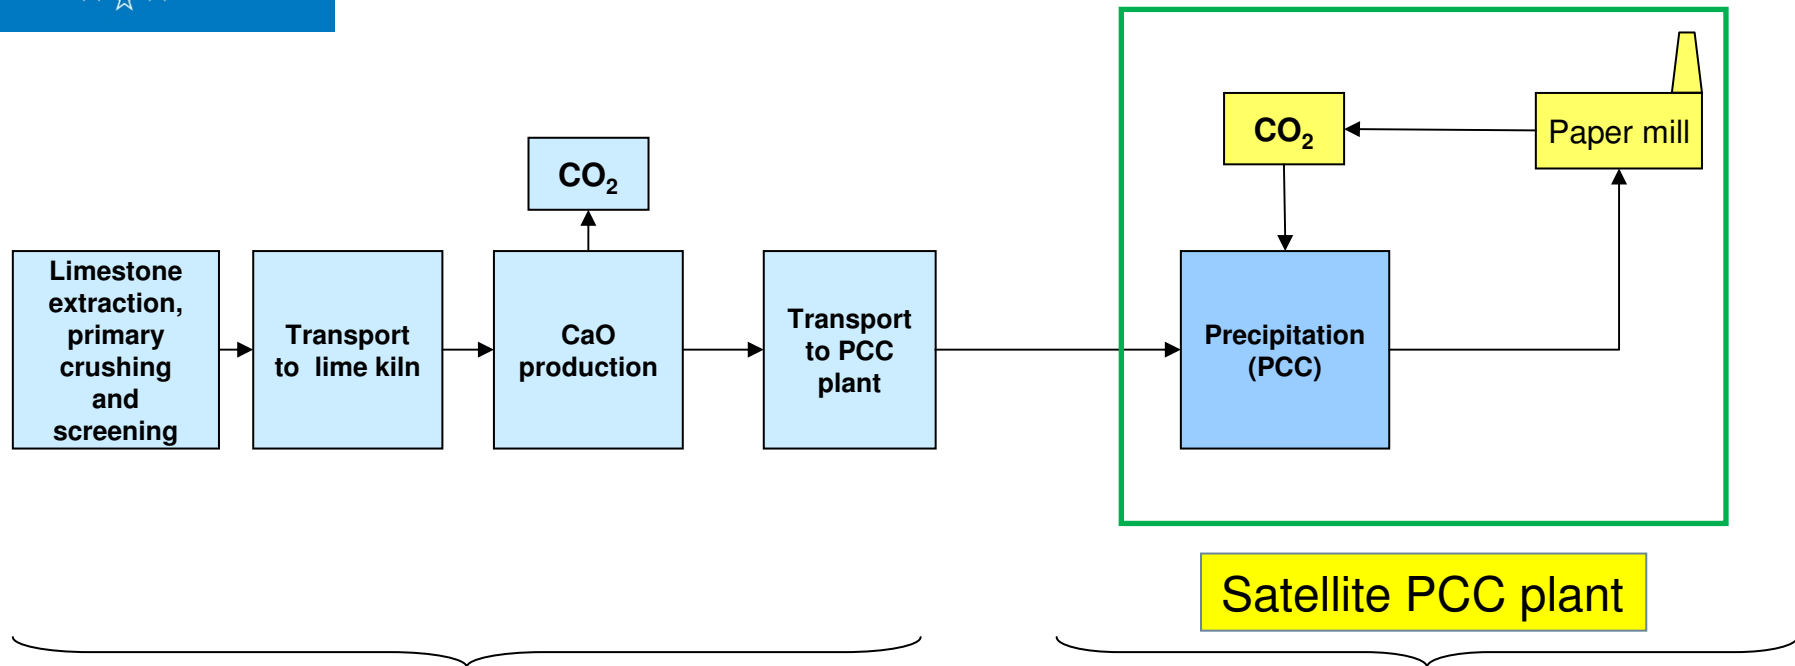 CO₂
Paper mill
CO₂
Limestone
extraction,
primary
crushing
and
screening
Transport
to lime kiln
CaO
production
Transport
to PCC
plant
Precipitation
(PCC)
Satellite PCC plant